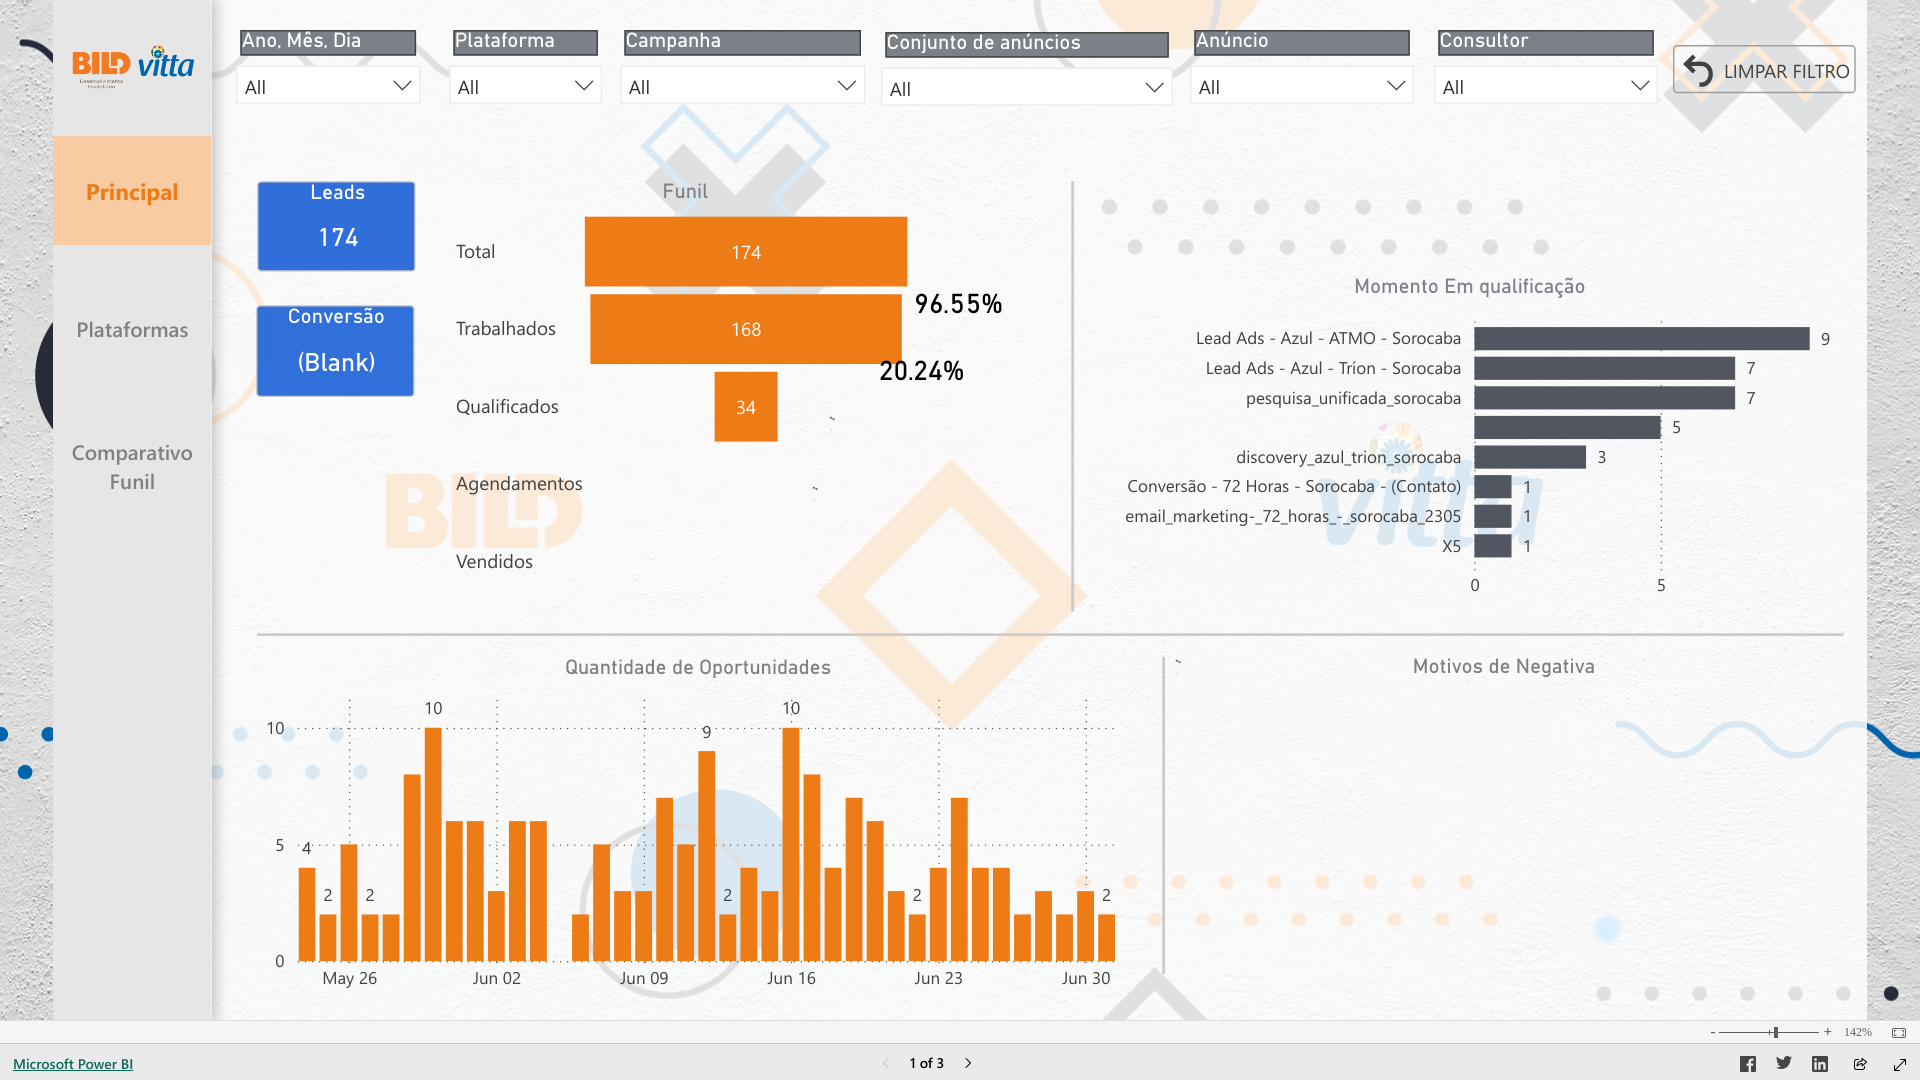 BILD vitta
Desenvolvimento
Imobiliário
Principal
Plataformas
Comparativo
Funil
Ano, Mês, Dia
All
Plataforma
All
Campanha
All
Conjunto de anúncios
All
Anúncio
All
Consultor
All
LIMPAR FILTRO
Leads
174
Conversão
(Blank)
Funil
Total
174
96.55%
Trabalhados
168
20.24%
Qualificados
34
Agendamentos
Vendidos
BILD
vitta
Momento Em qualificação
Lead Ads - Azul - ATMO - Sorocaba 9
Lead Ads - Azul - Tríon - Sorocaba 7
pesquisa_unificada_sorocaba 7
5
discovery_azul_trion_sorocaba 3
Conversão - 72 Horas - Sorocaba - (Contato) 1
email_marketing-_72_horas_-_sorocaba_2305 1
X5 1
0 5
Quantidade de Oportunidades
10
5
0
4 2 2 10 9 2 10 2 2
May 26 Jun 02 Jun 09 Jun 16 Jun 23 Jun 30
Motivos de Negativa
- + 142%
Microsoft Power BI
1 of 3